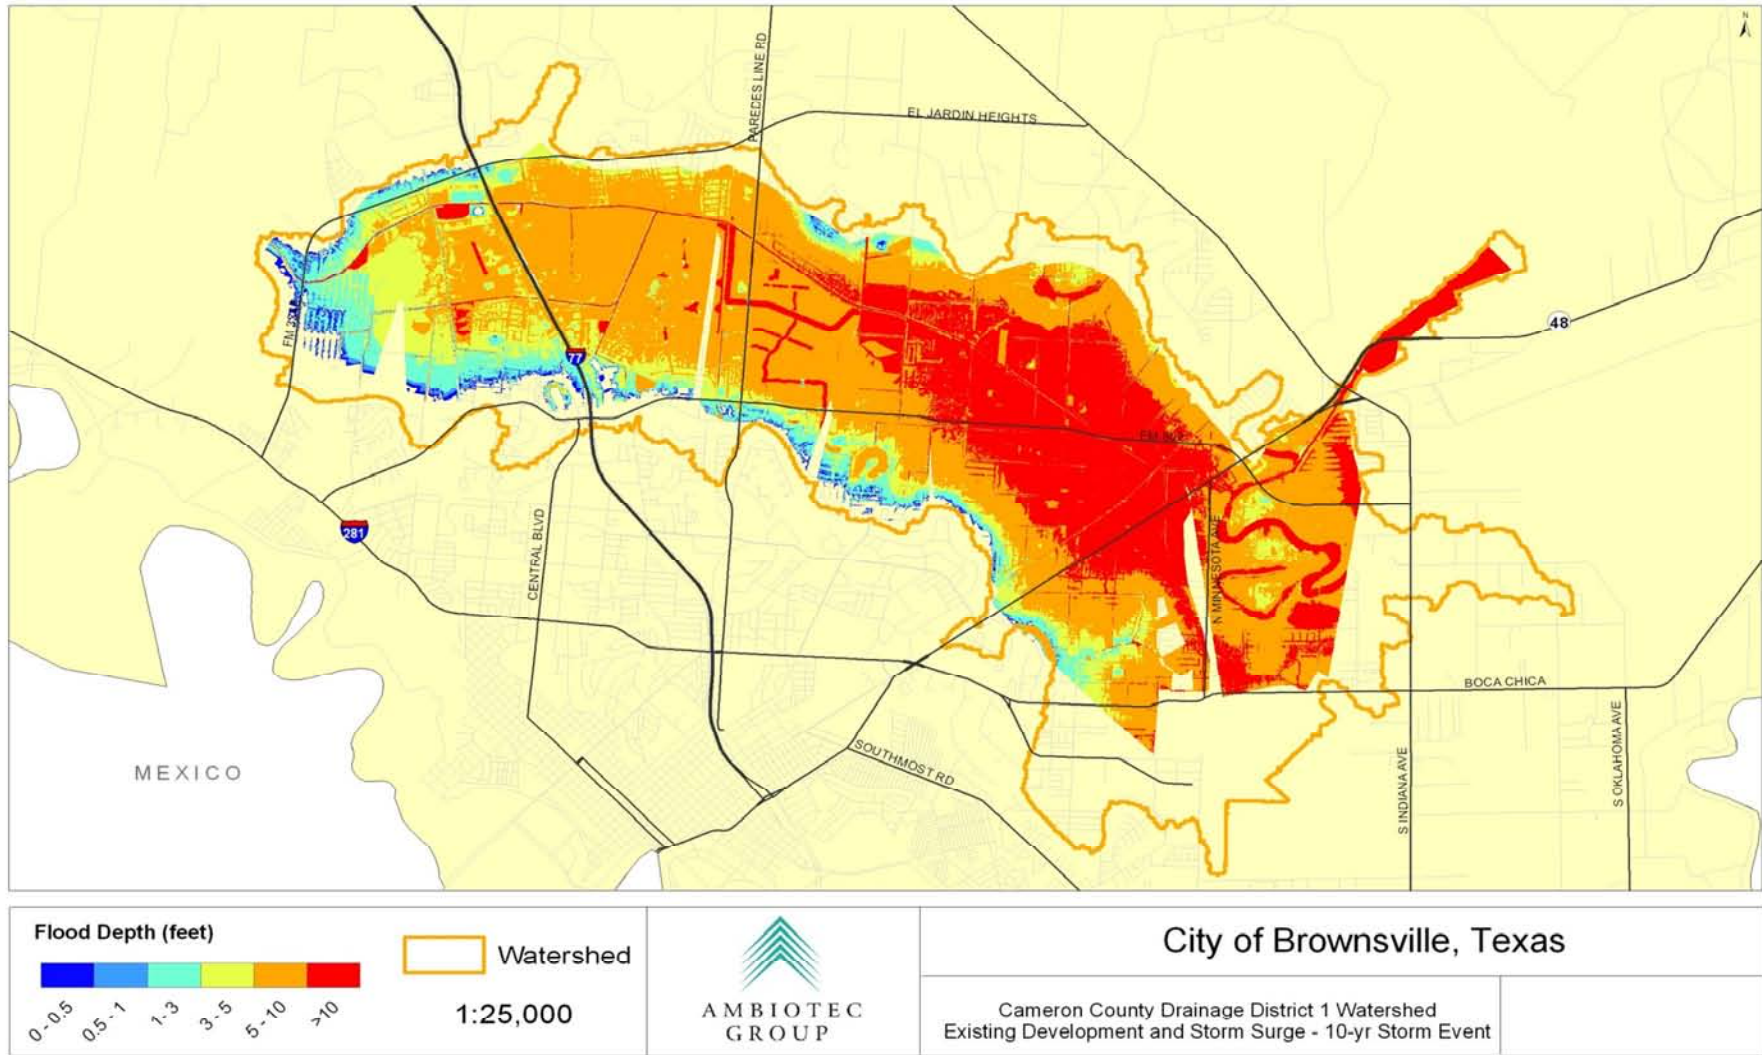 N
PAREDES LINE RD
EL JARDIN HEIGHTS
48
77
281
CENTRAL BLVD
N MINNESOTA AVE
BOCA CHICA
SOUTHMOST RD
S INDIANA AVE
S OKLAHOMA AVE
MEXICO
Flood Depth (feet)
0 - 0.5
0.5 - 1
1-3
3 - 5
5 - 10
>10
Watershed
1:25,000
AMBIOTEC
GROUP
City of Brownsville, Texas
Cameron County Drainage District 1 Watershed
Existing Development and Storm Surge - 10-yr Storm Event